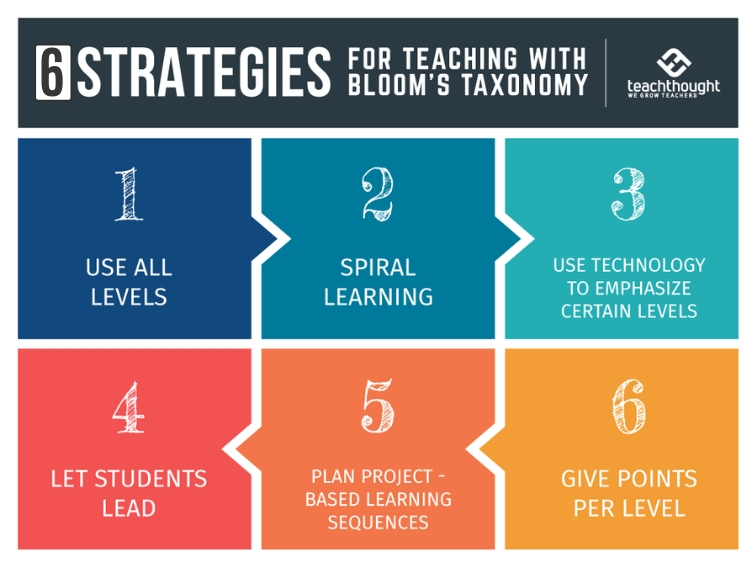 6 STRATEGIES
FOR TEACHING WITH
BLOOM'S TAXONOMY
teachthought
WE GROW TEACHERS
1
USE ALL
LEVELS
2
SPIRAL
LEARNING
3
USE TECHNOLOGY
TO EMPHASIZE
CERTAIN LEVELS
4
LET STUDENTS
LEAD
5
PLAN PROJECT -
BASED LEARNING
SEQUENCES
6
GIVE POINTS
PER LEVEL